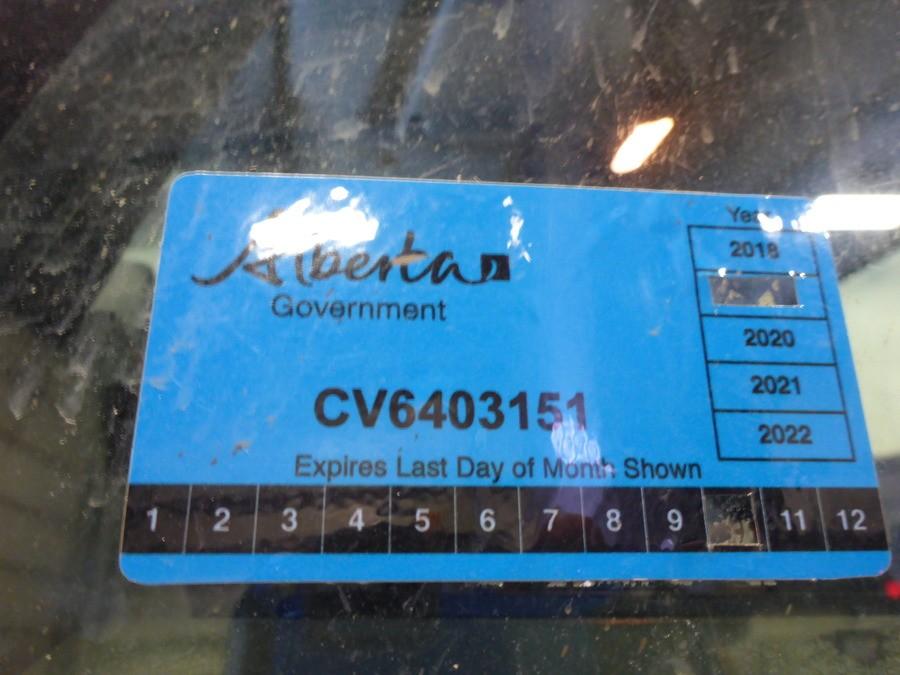 Alberta
Government
CV6403151
Expires Last Day of Month Shown
Year
2018
2020
2021
2022
1 2 3 4 5 6 7 8 9 11 12